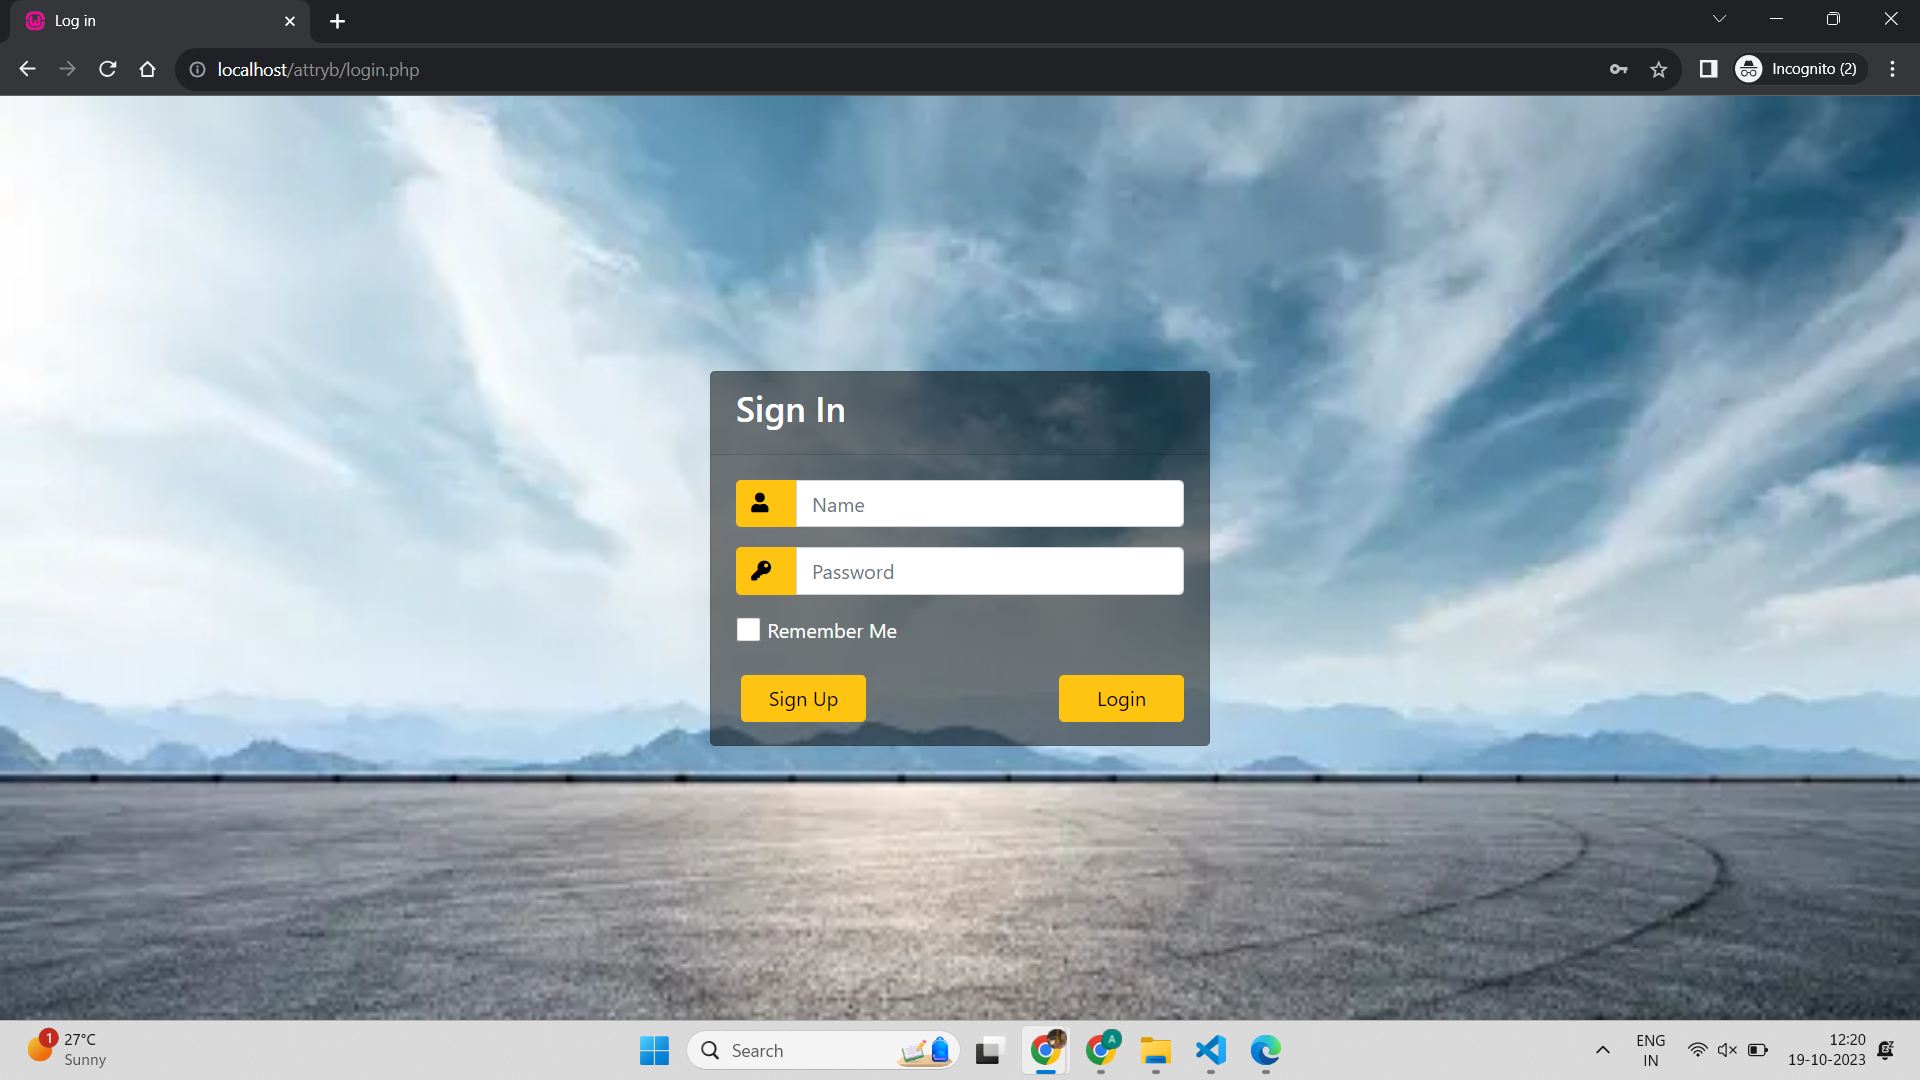 Log in
localhost/attryb/login.php
Incognito (2)
Sign In
Name
Password
Remember Me
Sign Up
Login
1
27°C
Sunny
Search
A
ENG
IN
12:20
19-10-2023